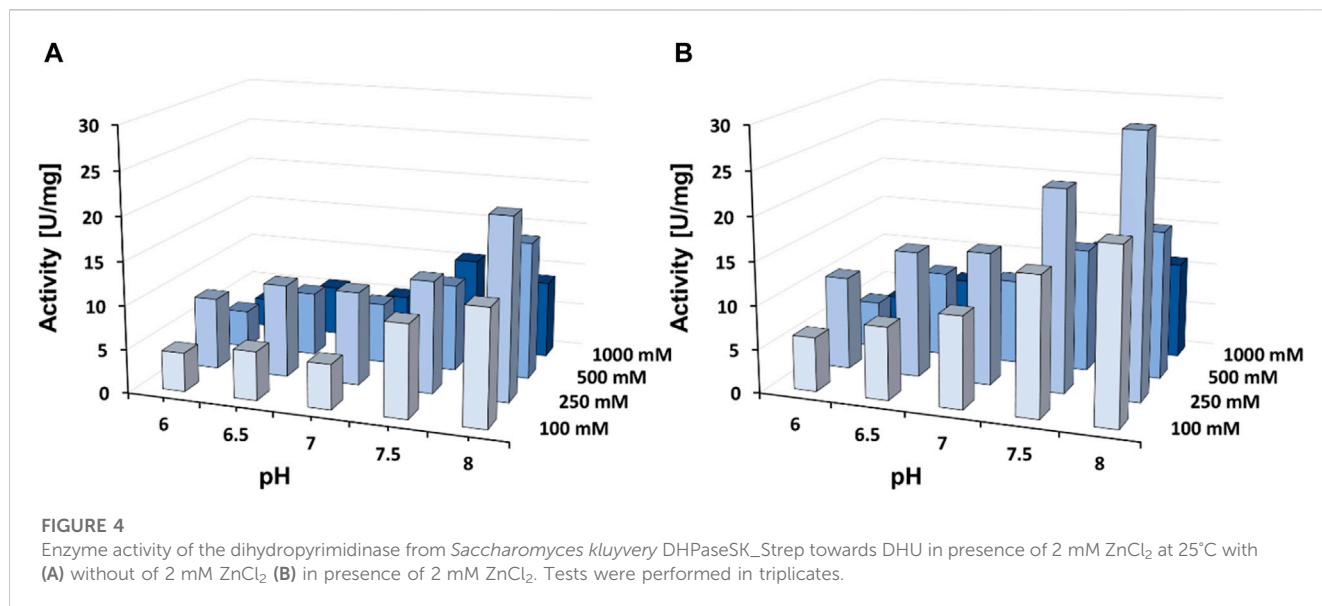 A
B
Activity [U/mg]
30
25
20
15
10
5
0
6
6.5
7
7.5
8
pH
1000 mM
500 mM
250 mM
100 mM
Activity [U/mg]
30
25
20
15
10
5
0
6
6.5
7
7.5
8
pH
1000 mM
500 mM
250 mM
100 mM
FIGURE 4
Enzyme activity of the dihydropyrimidinase from Saccharomyces kluyvery DHPaseSK_Strep towards DHU in presence of 2 mM ZnCl₂ at 25°C with
(A) without of 2 mM ZnCl₂ (B) in presence of 2 mM ZnCl₂. Tests were performed in triplicates.